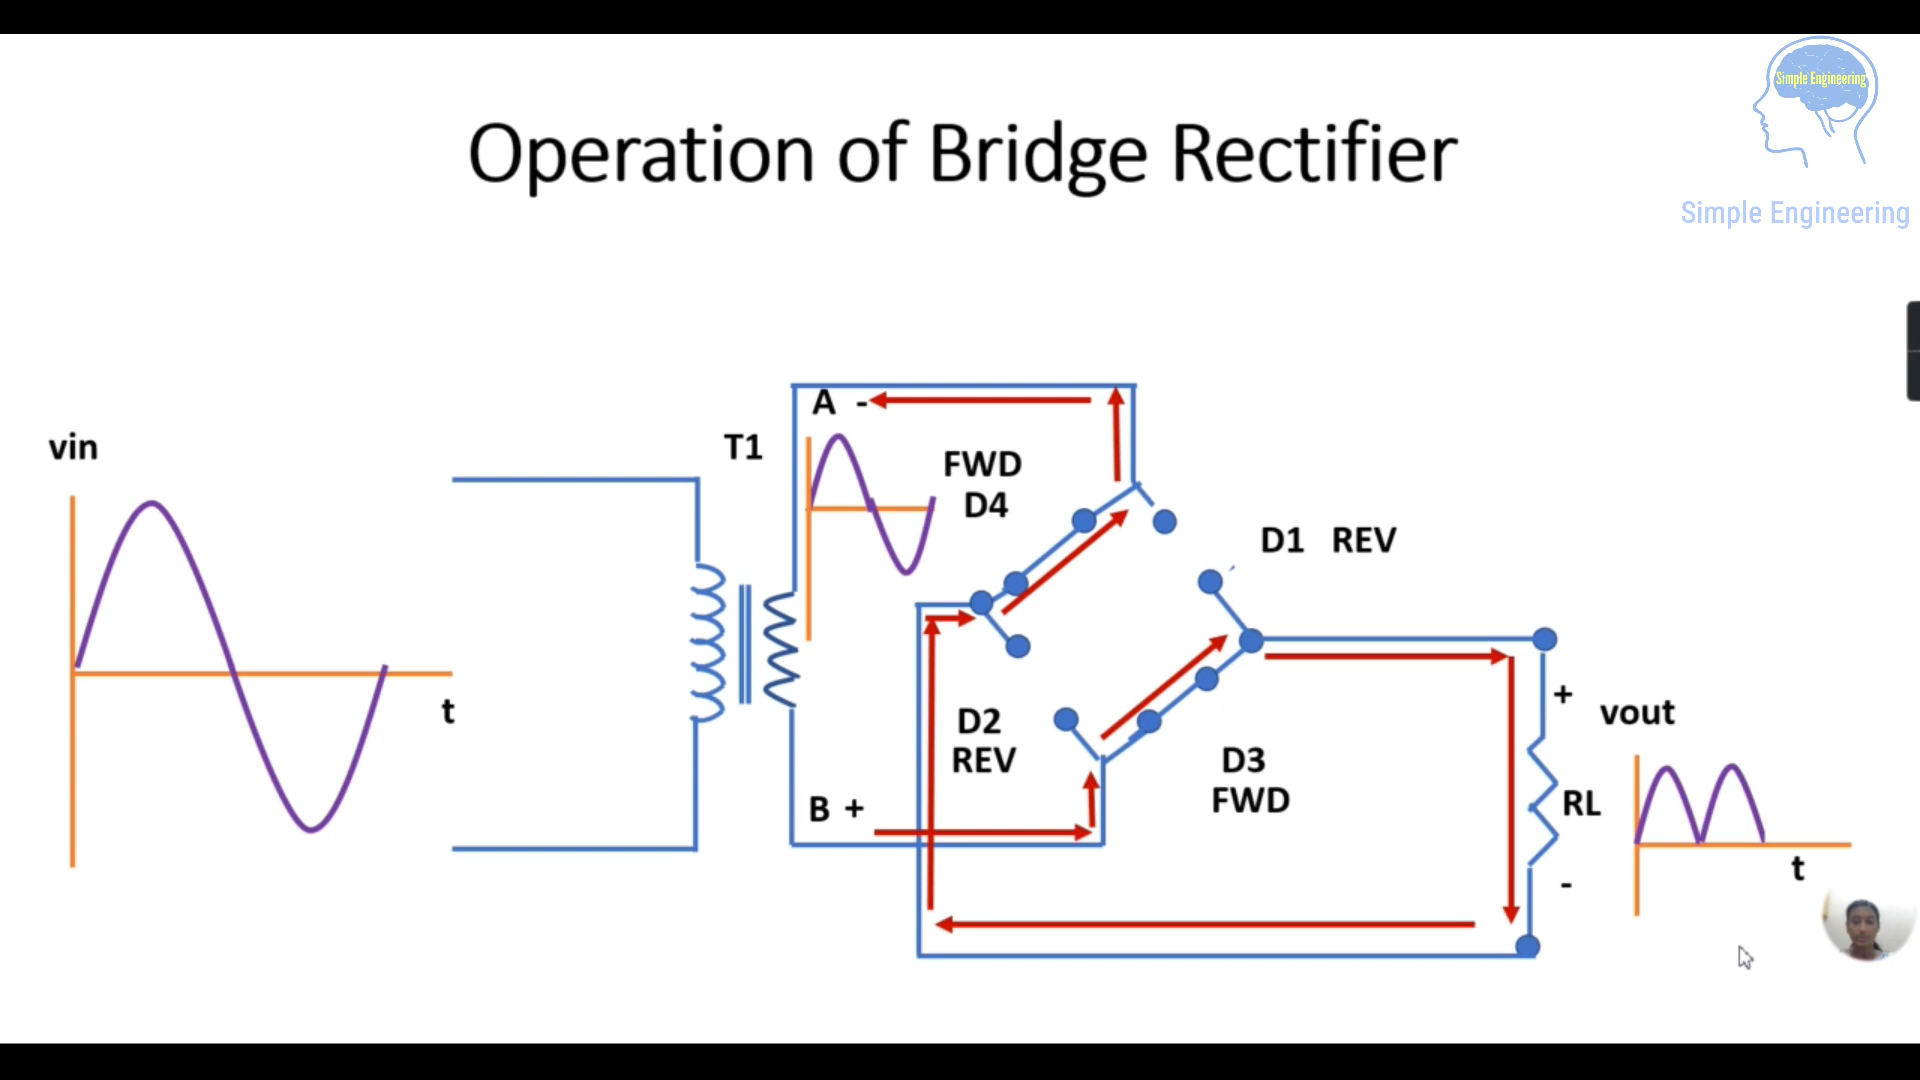 Simple Engineering
Simple Engineering
Operation of Bridge Rectifier
vin
t
T1
A -
FWD
D4
D1 REV
D2
REV
D3
FWD
B +
+
RL
-
vout
t